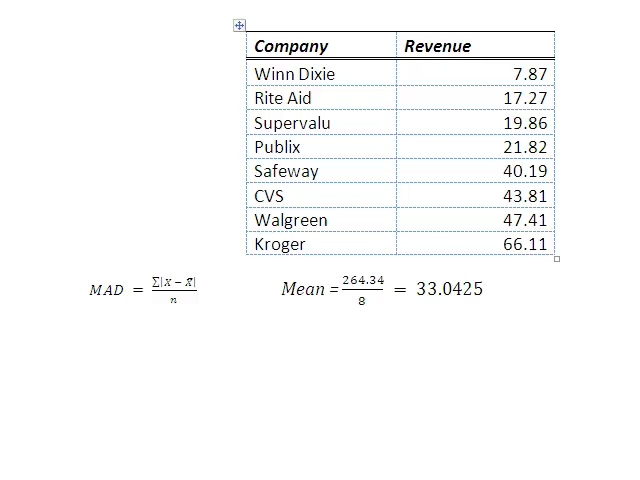 Company Revenue
Winn Dixie 7.87
Rite Aid 17.27
Supervalu 19.86
Publix 21.82
Safeway 40.19
CVS 43.81
Walgreen 47.41
Kroger 66.11
MAD = ∑|X − X̄| / n Mean = 264.34 / 8 = 33.0425